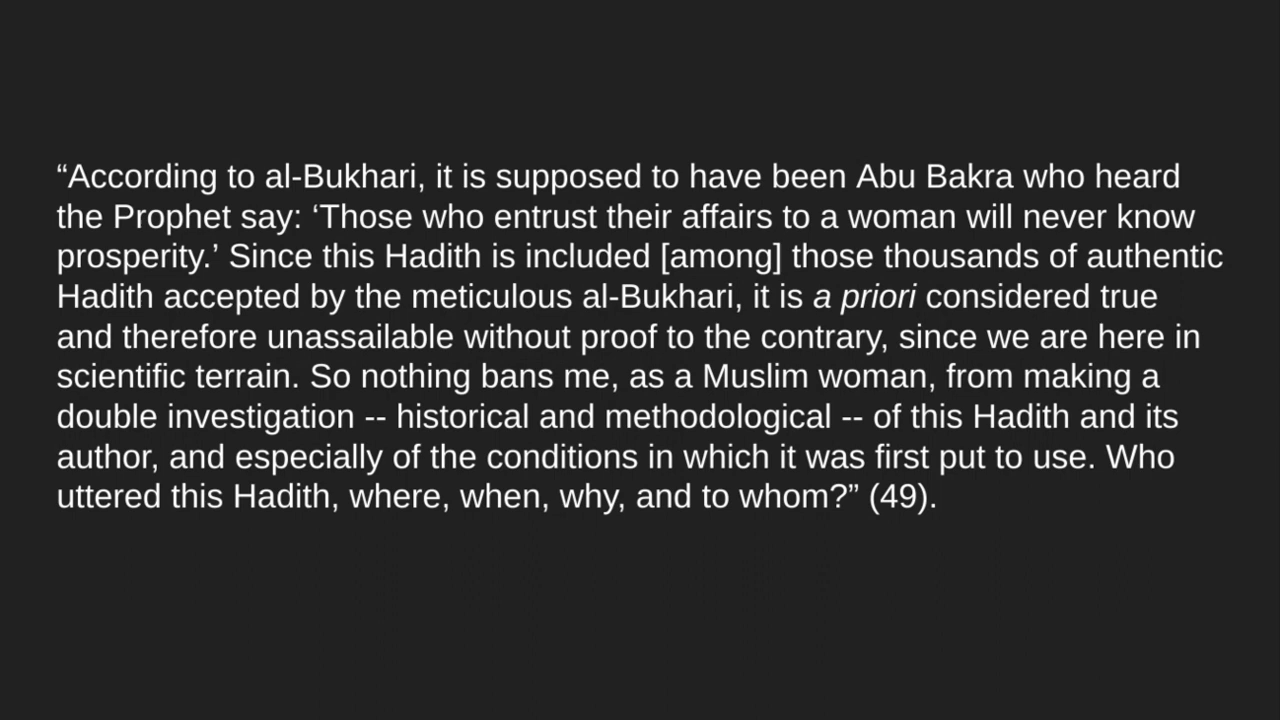 “According to al-Bukhari, it is supposed to have been Abu Bakra who heard
the Prophet say: ‘Those who entrust their affairs to a woman will never know
prosperity.’ Since this Hadith is included [among] those thousands of authentic
Hadith accepted by the meticulous al-Bukhari, it is a priori considered true
and therefore unassailable without proof to the contrary, since we are here in
scientific terrain. So nothing bans me, as a Muslim woman, from making a
double investigation -- historical and methodological -- of this Hadith and its
author, and especially of the conditions in which it was first put to use. Who
uttered this Hadith, where, when, why, and to whom?” (49).